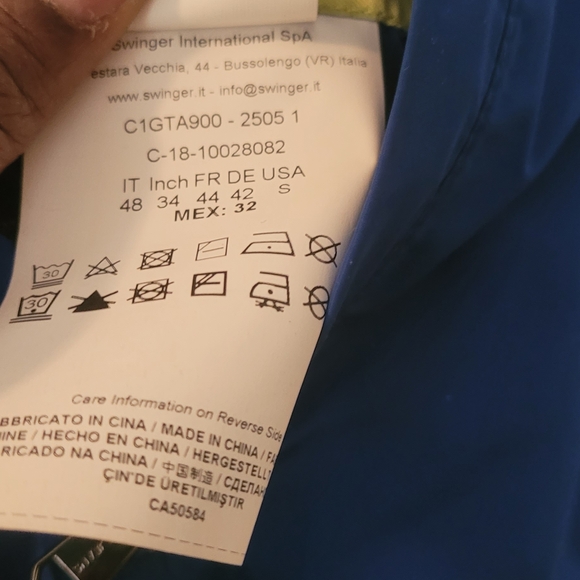 Swinger International SpA
estara Vecchia, 44 - Bussolengo (VR) Italia
www.swinger.it - info@swinger.it
C1GTA900 - 2505 1
C-18-10028082
IT Inch FR DE USA
48 34 44 42 S
MEX: 32
30
30
Care Information on Reverse Side
BBRICATO IN CINA / MADE IN CHINA / FA
INE / HECHO EN CHINA / HERGESTELLT
RICADO NA CHINA / 中国制造 / СДЕЛАН
ÇIN'DE ÜRETILMIŞTIR
CA50584